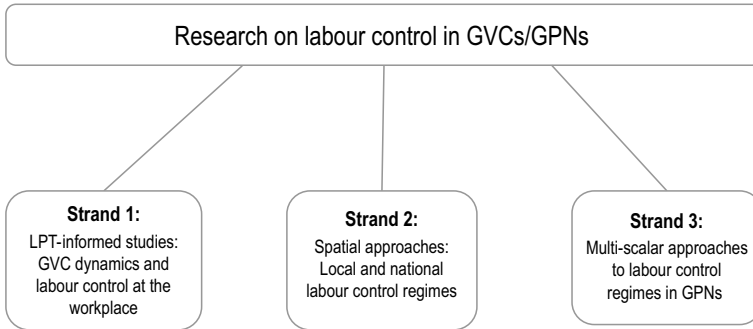 Research on labour control in GVCs/GPNs
Strand 1:
LPT-informed studies:
GVC dynamics and
labour control at the
workplace
Strand 2:
Spatial approaches:
Local and national
labour control regimes
Strand 3:
Multi-scalar approaches
to labour control
regimes in GPNs